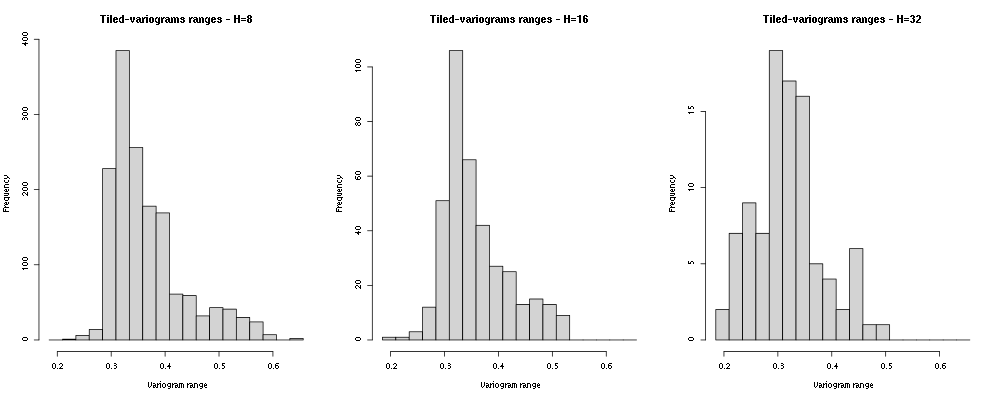 Tiled-variograms ranges - H=8
Frequency
400
300
200
100
0
0.2 0.3 0.4 0.5 0.6
Variogram range
Tiled-variograms ranges - H=16
Frequency
100
80
60
40
20
0
0.2 0.3 0.4 0.5 0.6
Variogram range
Tiled-variograms ranges - H=32
Frequency
15
10
5
0
0.2 0.3 0.4 0.5 0.6
Variogram range